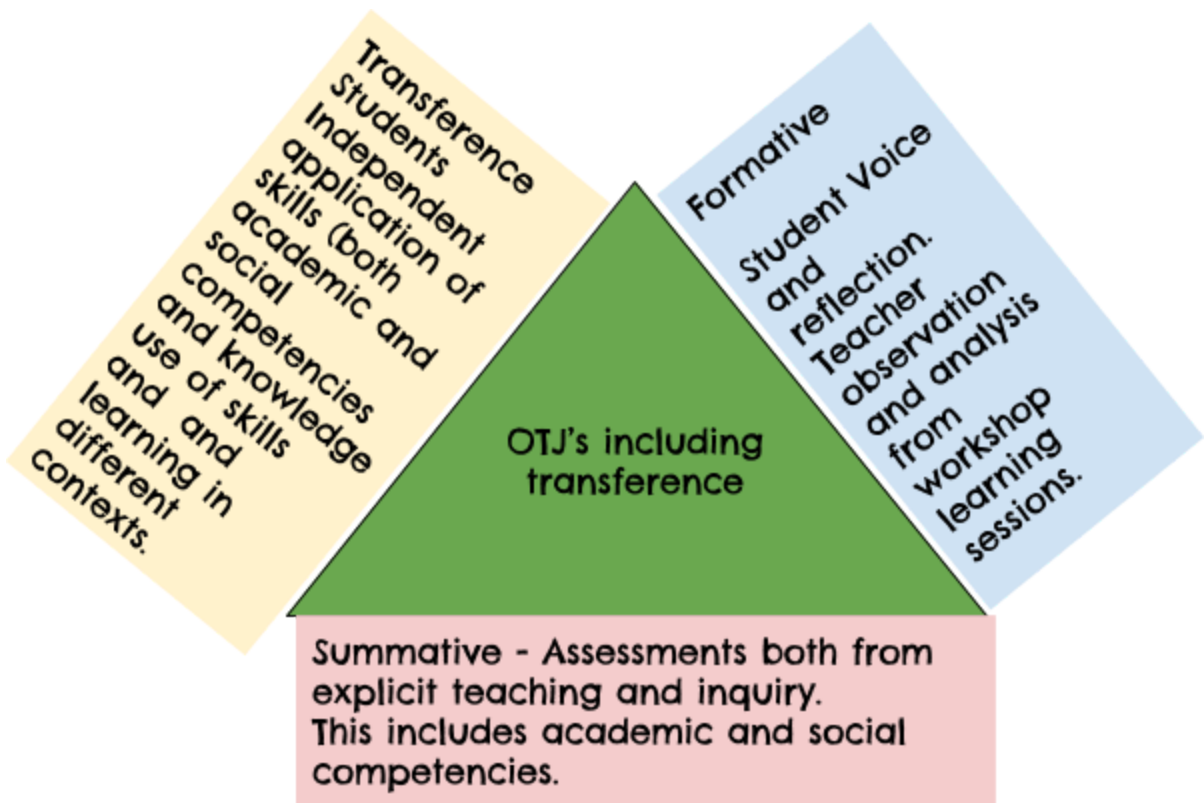 Transference
Students
Independent
application of
skills (both
academic and
social
competencies
and knowledge
use of skills
and  and
learning in
different
contexts.
Formative
Student Voice
and
reflection.
Teacher
observation
and analysis
from
workshop
learning
sessions.
OTJ's including
transference
Summative - Assessments both from
explicit teaching and inquiry.
This includes academic and social
competencies.